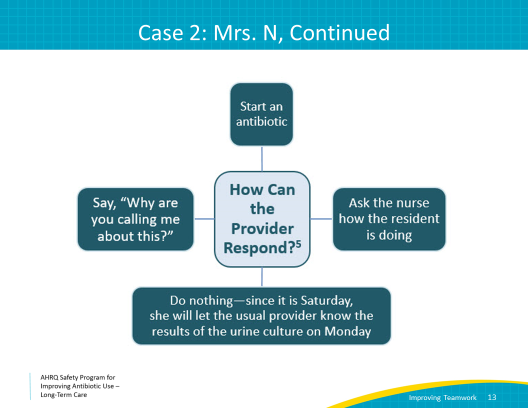 Case 2: Mrs. N, Continued
Start an
antibiotic
Say, “Why are
you calling me
about this?”
How Can
the
Provider
Respond?5
Ask the nurse
how the resident
is doing
Do nothing—since it is Saturday,
she will let the usual provider know the
results of the urine culture on Monday
AHRQ Safety Program for
Improving Antibiotic Use –
Long-Term Care
Improving Teamwork 13